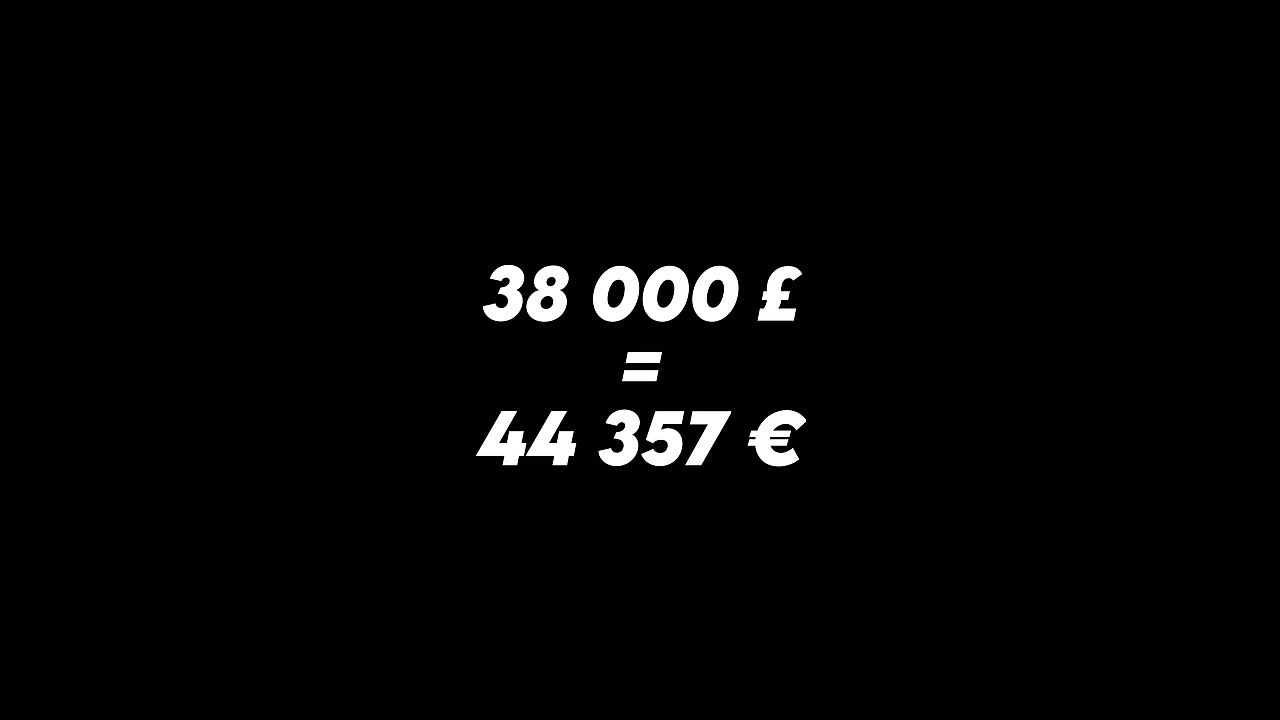 38 000 £
=
44 357 €